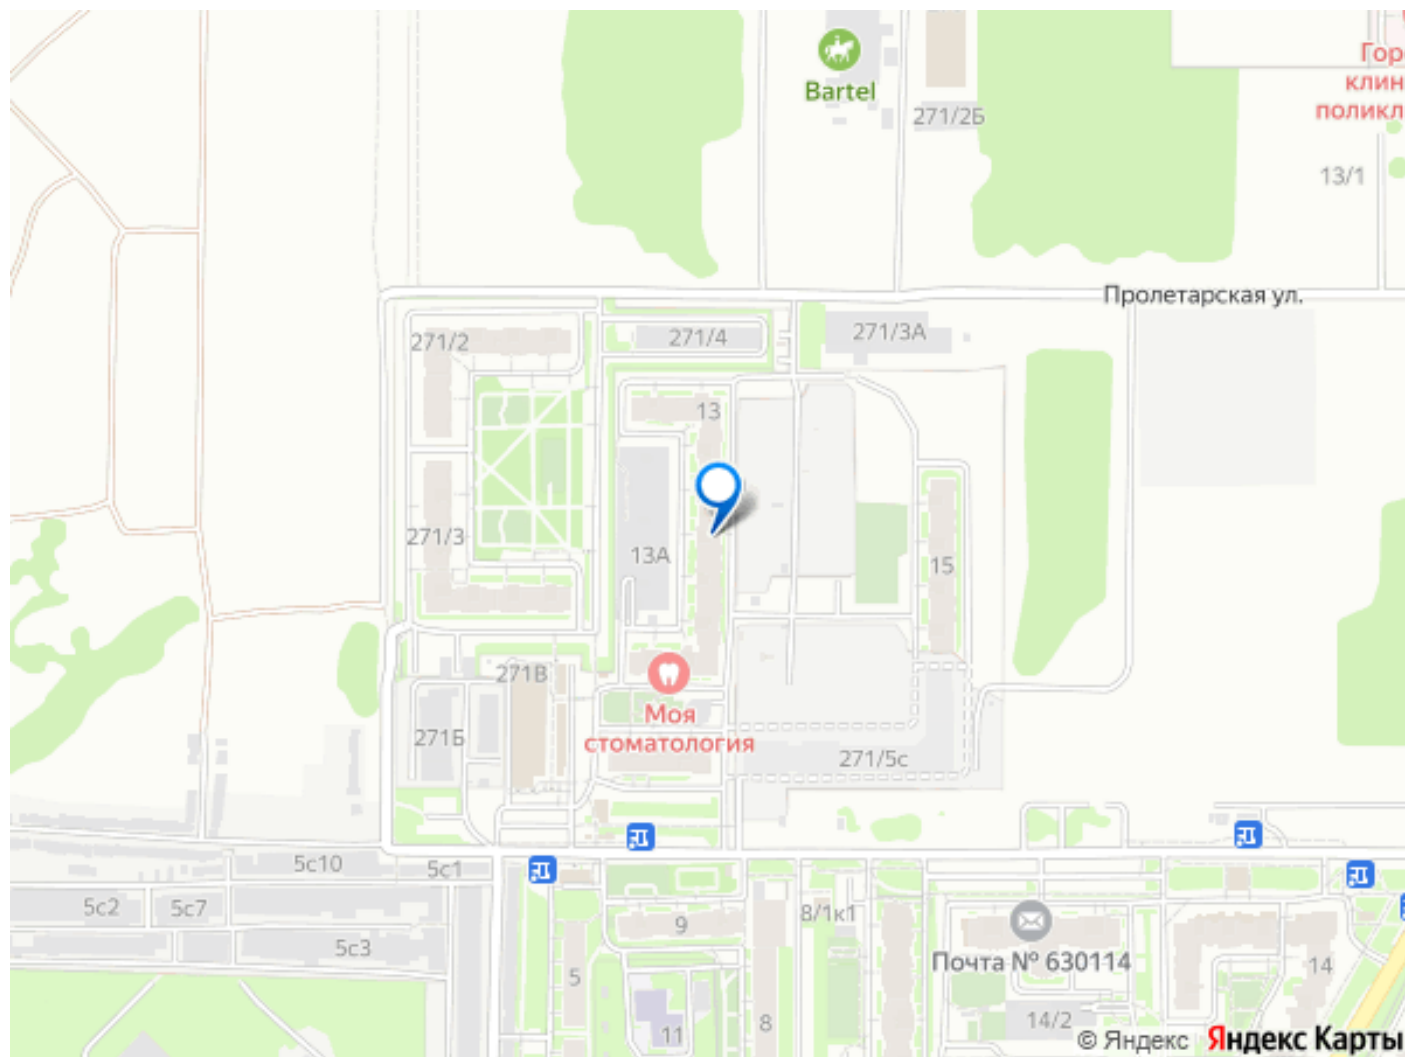 Bartel
271/2Б
Гор
клин
поликл
13/1
Пролетарская ул.
271/2
271/4
271/3А
13
271/3
13А
15
271В
Моя
стоматология
271Б
271/5с
5с10
5с1
5с2
5с7
5с3
9
8/1к1
5
Почта № 630114
14
11
8
14/2
© Яндекс
Яндекс Карты